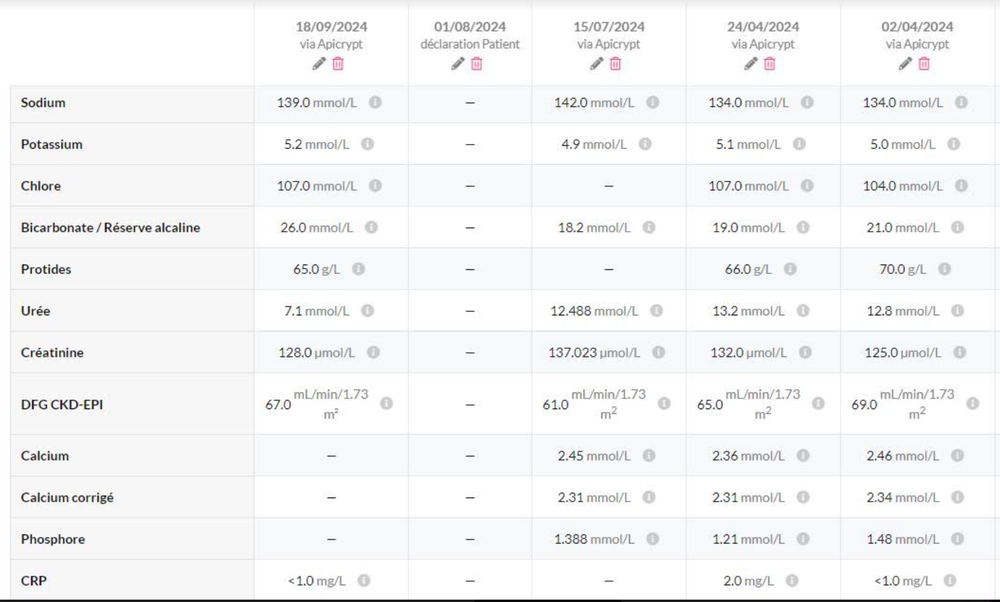 18/09/2024 01/08/2024 15/07/2024 24/04/2024 02/04/2024
via Apicrypt déclaration Patient via Apicrypt via Apicrypt via Apicrypt
Sodium 139.0 mmol/L — 142.0 mmol/L 134.0 mmol/L 134.0 mmol/L
Potassium 5.2 mmol/L — 4.9 mmol/L 5.1 mmol/L 5.0 mmol/L
Chlore 107.0 mmol/L — — 107.0 mmol/L 104.0 mmol/L
Bicarbonate / Réserve alcaline 26.0 mmol/L — 18.2 mmol/L 19.0 mmol/L 21.0 mmol/L
Protides 65.0 g/L — — 66.0 g/L 70.0 g/L
Urée 7.1 mmol/L — 12.488 mmol/L 13.2 mmol/L 12.8 mmol/L
Créatinine 128.0 µmol/L — 137.023 µmol/L 132.0 µmol/L 125.0 µmol/L
DFG CKD-EPI 67.0 mL/min/1.73 m² — 61.0 mL/min/1.73 m² 65.0 mL/min/1.73 m² 69.0 mL/min/1.73 m²
Calcium — — 2.45 mmol/L 2.36 mmol/L 2.46 mmol/L
Calcium corrigé — — 2.31 mmol/L 2.31 mmol/L 2.34 mmol/L
Phosphore — — 1.388 mmol/L 1.21 mmol/L 1.48 mmol/L
CRP <1.0 mg/L — — 2.0 mg/L <1.0 mg/L